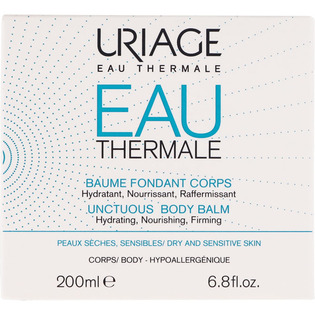 URIAGE
EAU THERMALE
EAU
THERMALE
BAUME FONDANT CORPS
Hydratant, Nourrissant, Raffermissant
UNCTUOUS BODY BALM
Hydrating, Nourishing, Firming
PEAUX SÈCHES, SENSIBLES/ DRY AND SENSITIVE SKIN
CORPS/ BODY - HYPOALLERGÉNIQUE
200ml ℮ 6.8fl.oz.